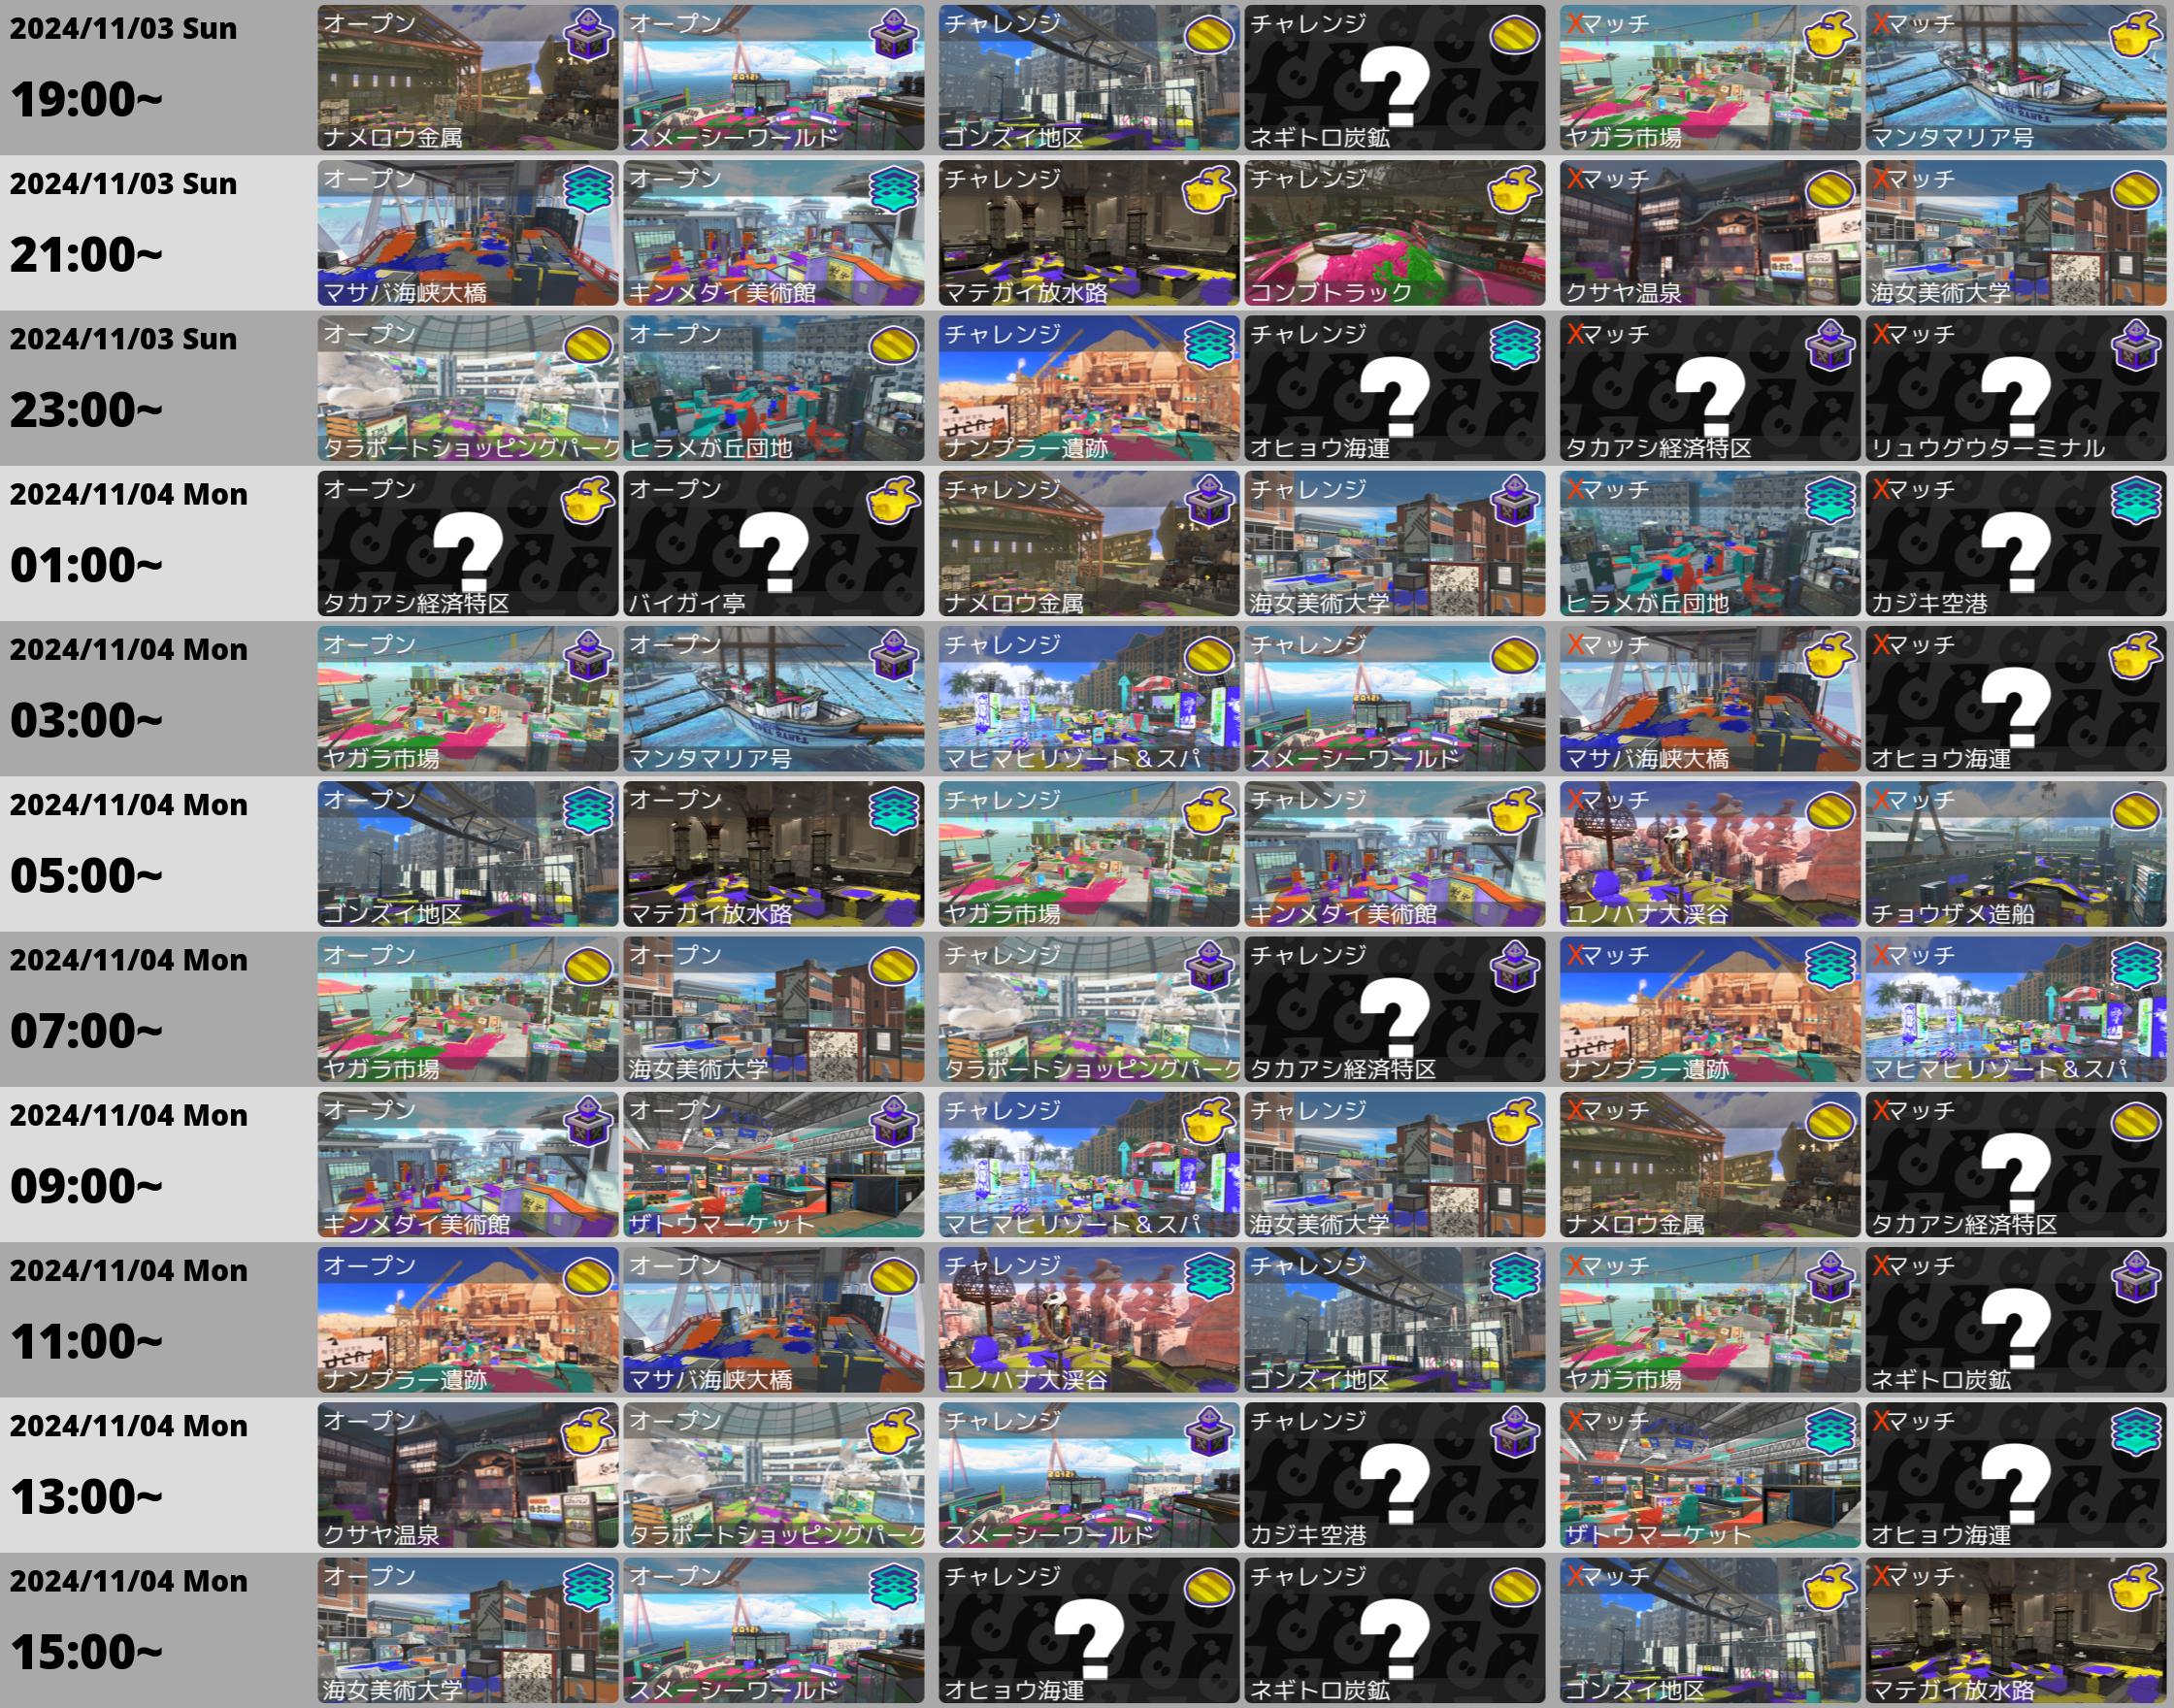 2024/11/03 Sun
19:00~
オープン
ナメロウ金属
オープン
スメーシーワールド
チャレンジ
ゴンズイ地区
チャレンジ
ネギトロ炭鉱
Xマッチ
ヤガラ市場
Xマッチ
マンタマリア号
2024/11/03 Sun
21:00~
オープン
マサバ海峡大橋
オープン
キンメダイ美術館
チャレンジ
マテガイ放水路
チャレンジ
コンブトラック
Xマッチ
クサヤ温泉
Xマッチ
海女美術大学
2024/11/03 Sun
23:00~
オープン
タラポートショッピングパーク
オープン
ヒラメが丘団地
チャレンジ
ナンプラー遺跡
チャレンジ
オヒョウ海運
Xマッチ
タカアシ経済特区
Xマッチ
リュウグウターミナル
2024/11/04 Mon
01:00~
オープン
タカアシ経済特区
オープン
バイガイ亭
チャレンジ
ナメロウ金属
チャレンジ
海女美術大学
Xマッチ
ヒラメが丘団地
Xマッチ
カジキ空港
2024/11/04 Mon
03:00~
オープン
ヤガラ市場
オープン
マンタマリア号
チャレンジ
マヒマヒリゾート＆スパ
チャレンジ
スメーシーワールド
Xマッチ
マサバ海峡大橋
Xマッチ
オヒョウ海運
2024/11/04 Mon
05:00~
オープン
ゴンズイ地区
オープン
マテガイ放水路
チャレンジ
ヤガラ市場
チャレンジ
キンメダイ美術館
Xマッチ
ユノハナ大渓谷
Xマッチ
チョウザメ造船
2024/11/04 Mon
07:00~
オープン
ヤガラ市場
オープン
海女美術大学
チャレンジ
タラポートショッピングパーク
チャレンジ
タカアシ経済特区
Xマッチ
ナンプラー遺跡
Xマッチ
マヒマヒリゾート＆スパ
2024/11/04 Mon
09:00~
オープン
キンメダイ美術館
オープン
ザトウマーケット
チャレンジ
マヒマヒリゾート＆スパ
チャレンジ
海女美術大学
Xマッチ
ナメロウ金属
Xマッチ
タカアシ経済特区
2024/11/04 Mon
11:00~
オープン
ナンプラー遺跡
オープン
マサバ海峡大橋
チャレンジ
ユノハナ大渓谷
チャレンジ
ゴンズイ地区
Xマッチ
ヤガラ市場
Xマッチ
ネギトロ炭鉱
2024/11/04 Mon
13:00~
オープン
クサヤ温泉
オープン
タラポートショッピングパーク
チャレンジ
スメーシーワールド
チャレンジ
カジキ空港
Xマッチ
ザトウマーケット
Xマッチ
オヒョウ海運
2024/11/04 Mon
15:00~
オープン
海女美術大学
オープン
スメーシーワールド
チャレンジ
オヒョウ海運
チャレンジ
ネギトロ炭鉱
Xマッチ
ゴンズイ地区
Xマッチ
マテガイ放水路